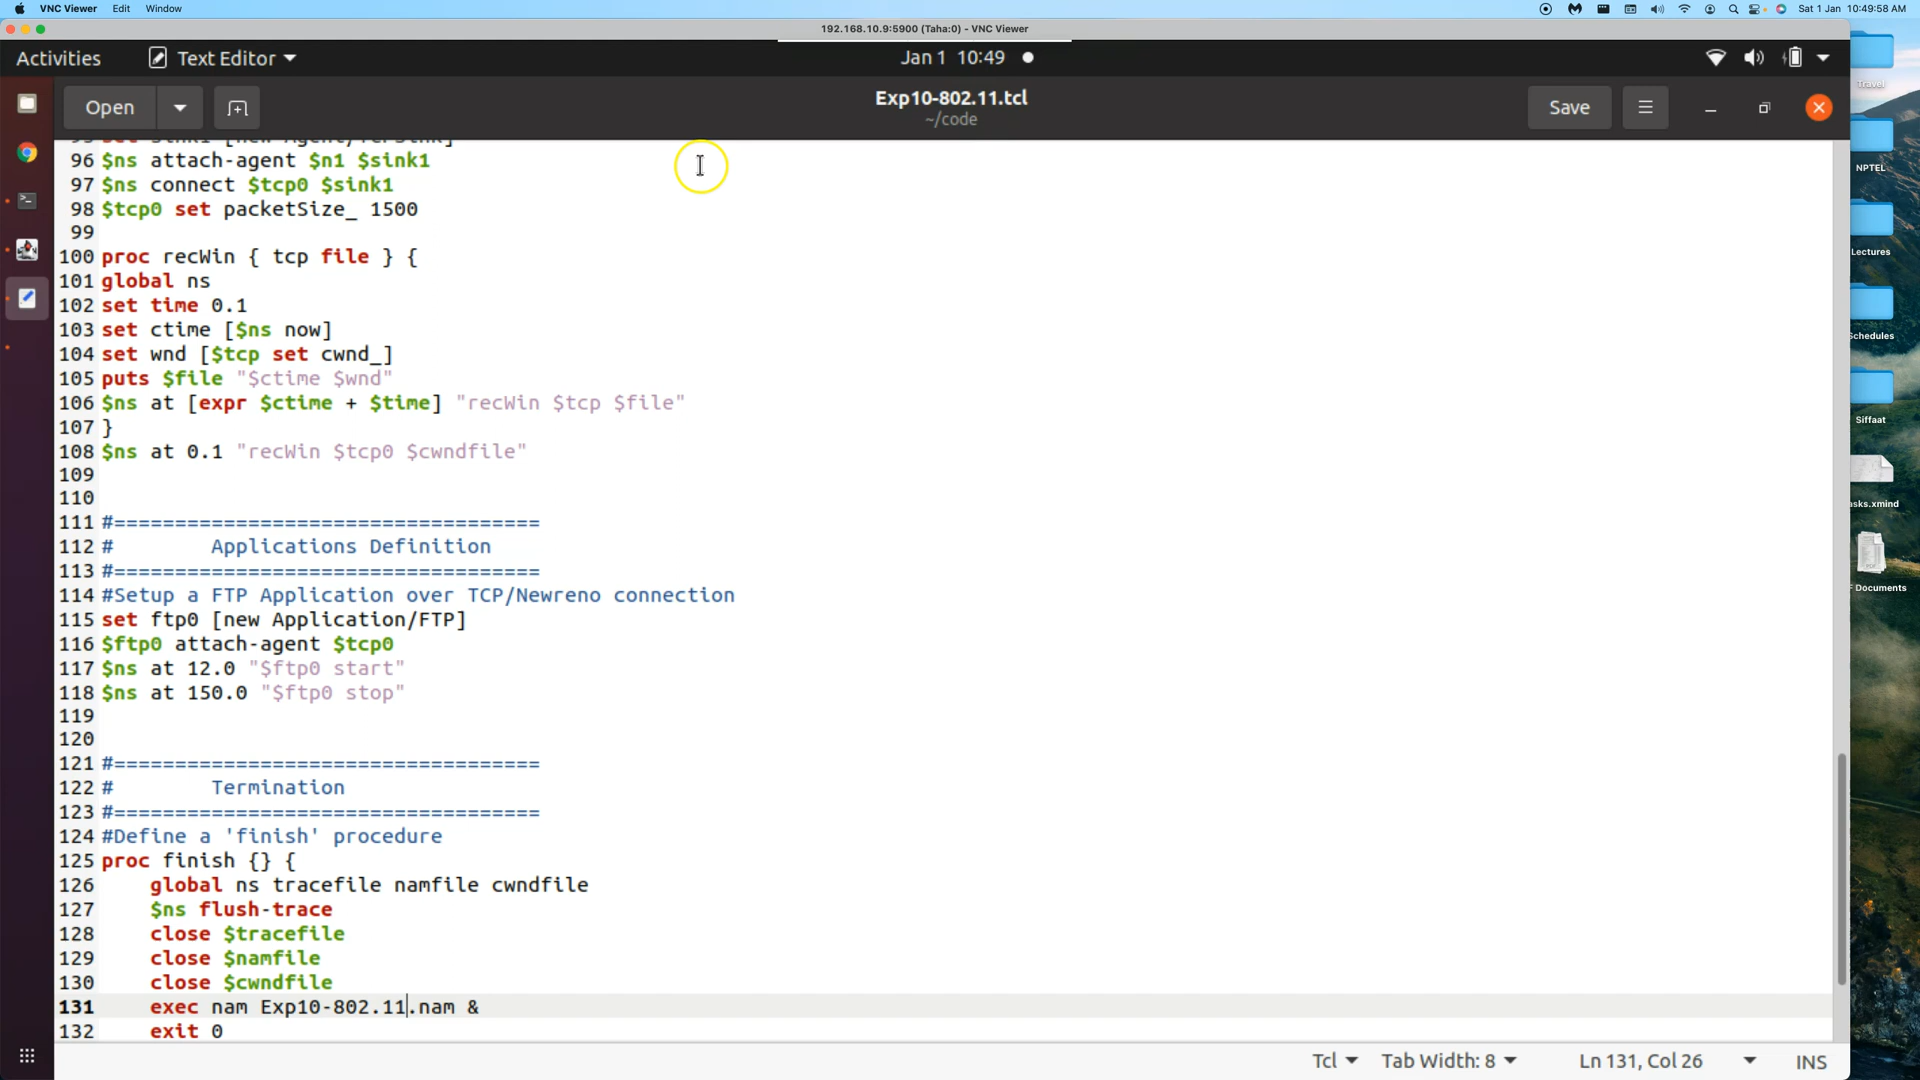 VNC Viewer Edit Window
Sat 1 Jan 10:49:58 AM
192.168.10.9:5900 (Taha:0) - VNC Viewer
Activities Text Editor Jan 1 10:49
Open Exp10-802.11.tcl Save
~/code
96 $ns attach-agent $n1 $sink1
97 $ns connect $tcp0 $sink1
98 $tcp0 set packetSize_ 1500
99
100 proc recWin { tcp file } {
101 global ns
102 set time 0.1
103 set ctime [$ns now]
104 set wnd [$tcp set cwnd_]
105 puts $file "$ctime $wnd"
106 $ns at [expr $ctime + $time] "recWin $tcp $file"
107 }
108 $ns at 0.1 "recWin $tcp0 $cwndfile"
109
110
111 #===================================
112 # Applications Definition
113 #===================================
114 #Setup a FTP Application over TCP/Newreno connection
115 set ftp0 [new Application/FTP]
116 $ftp0 attach-agent $tcp0
117 $ns at 12.0 "$ftp0 start"
118 $ns at 150.0 "$ftp0 stop"
119
120
121 #===================================
122 # Termination
123 #===================================
124 #Define a 'finish' procedure
125 proc finish {} {
126 global ns tracefile namfile cwndfile
127 $ns flush-trace
128 close $tracefile
129 close $namfile
130 close $cwndfile
131 exec nam Exp10-802.11.nam &
132 exit 0
Tcl Tab Width: 8 Ln 131, Col 26 INS
Travel
NPTEL
Lectures
Schedules
Siffaat
asks.xmind
Documents